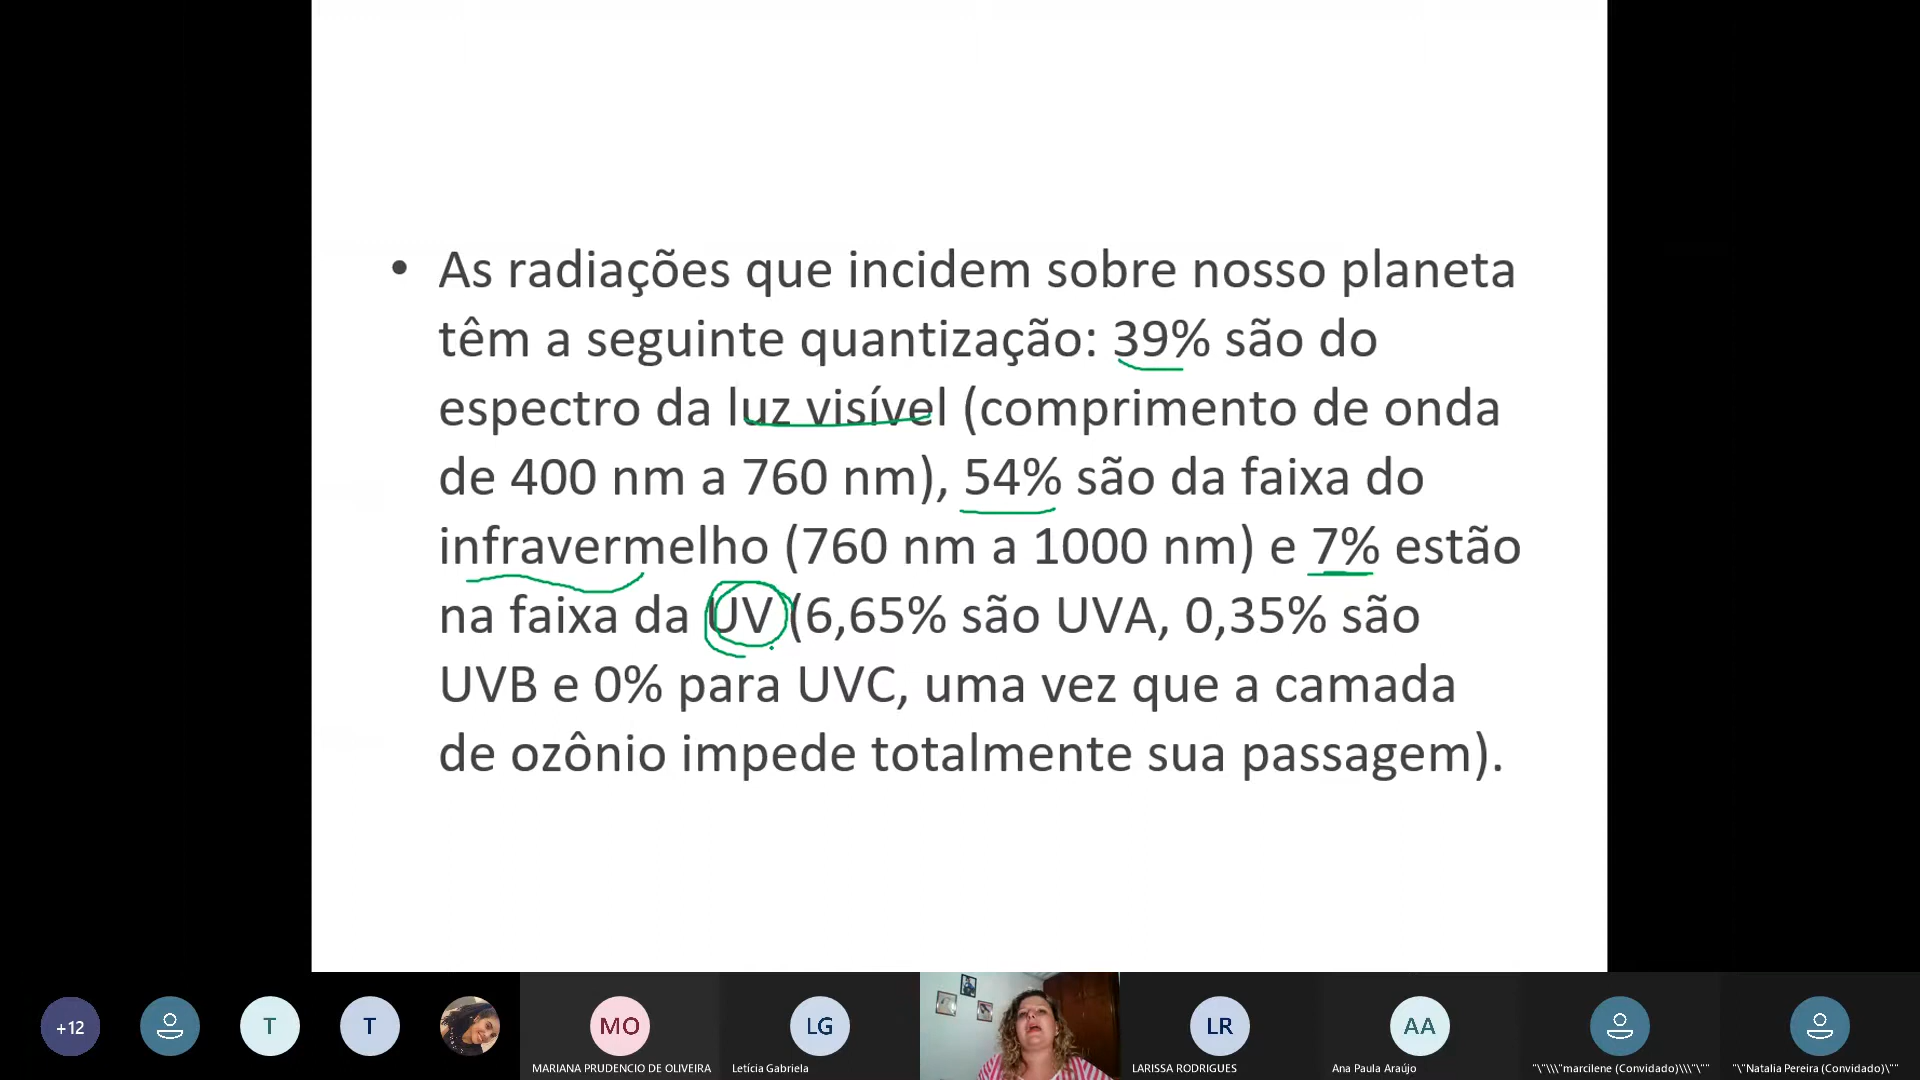 • As radiações que incidem sobre nosso planeta
têm a seguinte quantização: 39% são do
espectro da luz visível (comprimento de onda
de 400 nm a 760 nm), 54% são da faixa do
infravermelho (760 nm a 1000 nm) e 7% estão
na faixa da UV (6,65% são UVA, 0,35% são
UVB e 0% para UVC, uma vez que a camada
de ozônio impede totalmente sua passagem).
+12
T
T
MO
LG
LR
AA
MARIANA PRUDENCIO DE OLIVEIRA
Letícia Gabriela
LARISSA RODRIGUES
Ana Paula Araújo
"\"\\\"marcilene (Convidado)\\\"\""
"\"Natalia Pereira (Convidado)\""